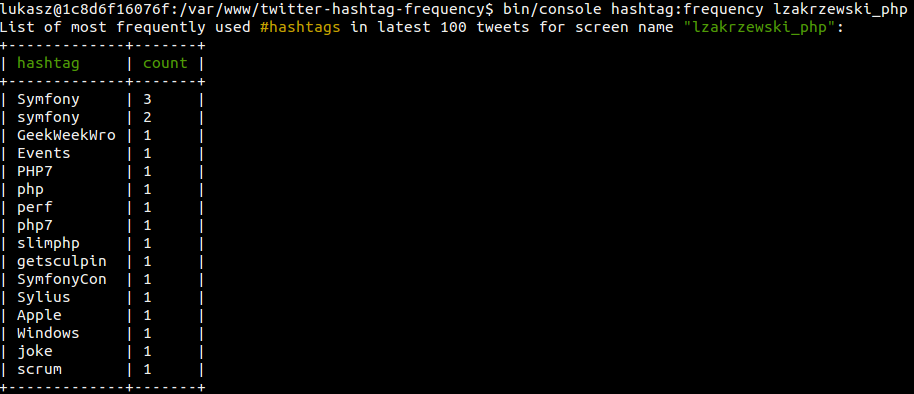 lukasz@1c8d6f16076f:/var/www/twitter-hashtag-frequency$ bin/console hashtag:frequency lzakrzewski_php
List of most frequently used #hashtags in latest 100 tweets for screen name "lzakrzewski_php":
+-------------+-------+
| hashtag     | count |
+-------------+-------+
| Symfony     | 3     |
| symfony     | 2     |
| GeekWeekWro | 1     |
| Events      | 1     |
| PHP7        | 1     |
| php         | 1     |
| perf        | 1     |
| php7        | 1     |
| slimphp     | 1     |
| getsculpin  | 1     |
| SymfonyCon  | 1     |
| Sylius      | 1     |
| Apple       | 1     |
| Windows     | 1     |
| joke        | 1     |
| scrum       | 1     |
+-------------+-------+